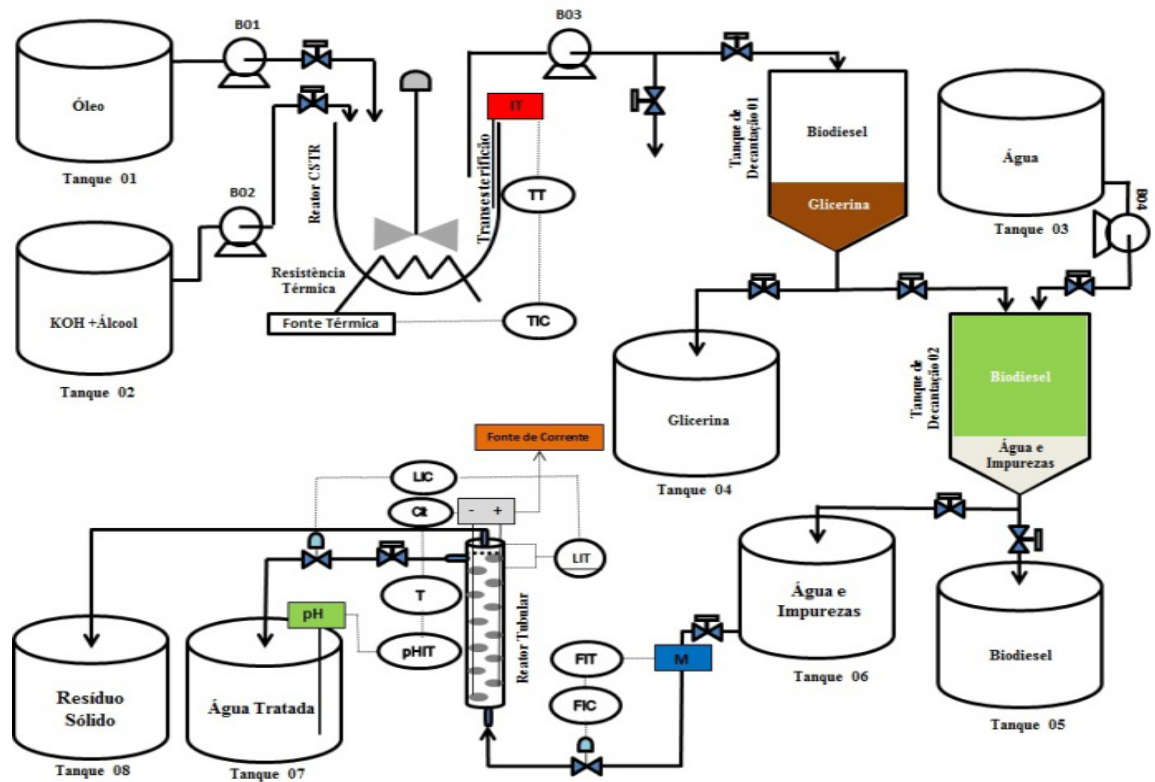 B01
B03
Óleo
Tanque 01
B02
KOH +Álcool
Tanque 02
Reator CSTR
IT
Transesterificão
TT
Resistência
Térmica
Fonte Térmica
TIC
Tanque de
Decantação 01
Biodiesel
Glicerina
Água
Tanque 03
B04
Glicerina
Tanque 04
Tanque de
Decantação 02
Biodiesel
Água e
Impurezas
Fonte de Corrente
LIC
CIt
- +
LIT
T
pH
pHIT
Reator Tubular
FIT
M
FIC
Água e
Impurezas
Tanque 06
Biodiesel
Tanque 05
Resíduo
Sólido
Tanque 08
Água Tratada
Tanque 07